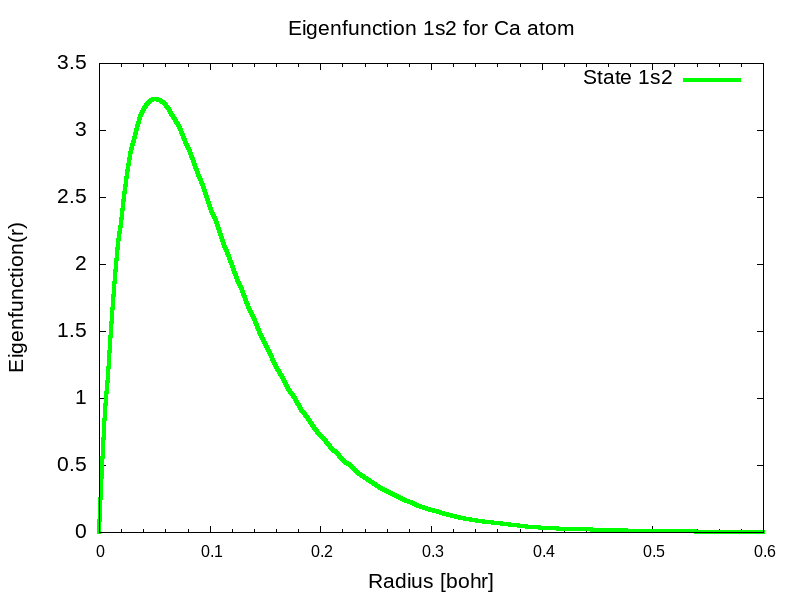 Eigenfunction 1s2 for Ca atom
State 1s2
3.5
3
2.5
2
1.5
1
0.5
0
Eigenfunction(r)
0 0.1 0.2 0.3 0.4 0.5 0.6
Radius [bohr]